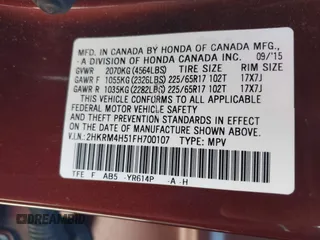 MFD. IN CANADA BY HONDA OF CANADA MFG.,
-A DIVISION OF HONDA CANADA INC. 09/'15
GVWR 2070KG (4564LBS) TIRE SIZE RIM SIZE
GAWR F 1055KG(2326LBS) 225/65R17 102T 17X7J
GAWR R 1035KG(2282LBS) 225/65R17 102T 17X7J
THIS VEHICLE CONFORMS TO ALL APPLICABLE
FEDERAL MOTOR VEHICLE SAFETY AND THEFT
PREVENTION STANDARDS IN EFFECT ON THE DATE
OF MANUFACTURE SHOWN ABOVE.
V.I.N.: 2HKRM4H51FH700107 TYPE: MPV
TFE F AB5 -YR614P -A -H